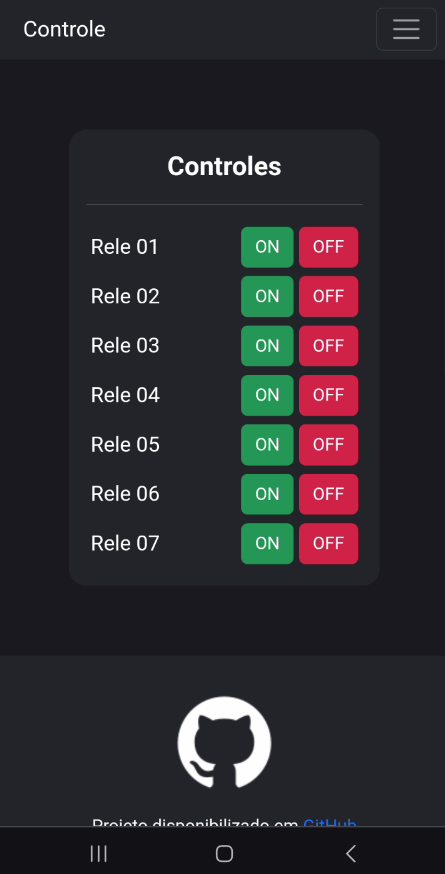 Controle
Controles
Rele 01 ON OFF
Rele 02 ON OFF
Rele 03 ON OFF
Rele 04 ON OFF
Rele 05 ON OFF
Rele 06 ON OFF
Rele 07 ON OFF
Projeto disponibilizado em GitHub